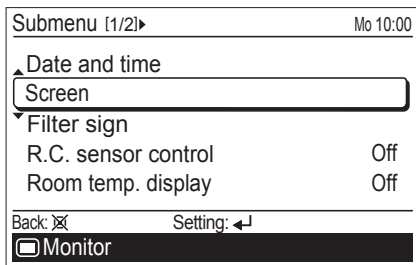 Submenu [1/2] Mo 10:00
Date and time
Screen
Filter sign
R.C. sensor control Off
Room temp. display Off
Back: Setting:
Monitor